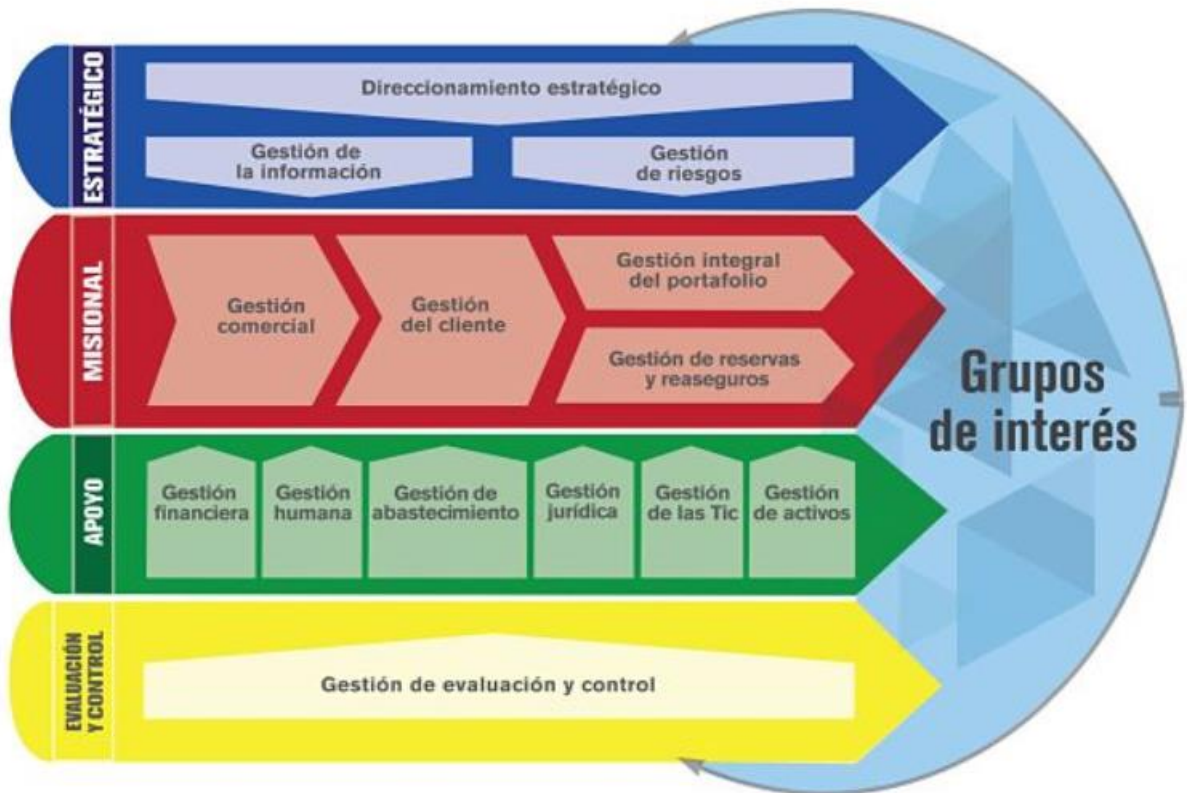 ESTRATÉGICO
Direccionamiento estratégico
Gestión de
la información
Gestión
de riesgos
MISIONAL
Gestión
comercial
Gestión
del cliente
Gestión integral
del portafolio
Gestión de reservas
y reaseguros
APOYO
Gestión
financiera
Gestión
humana
Gestión de
abastecimiento
Gestión
jurídica
Gestión
de las Tic
Gestión
de activos
EVALUACIÓN
Y CONTROL
Gestión de evaluación y control
Grupos
de interés